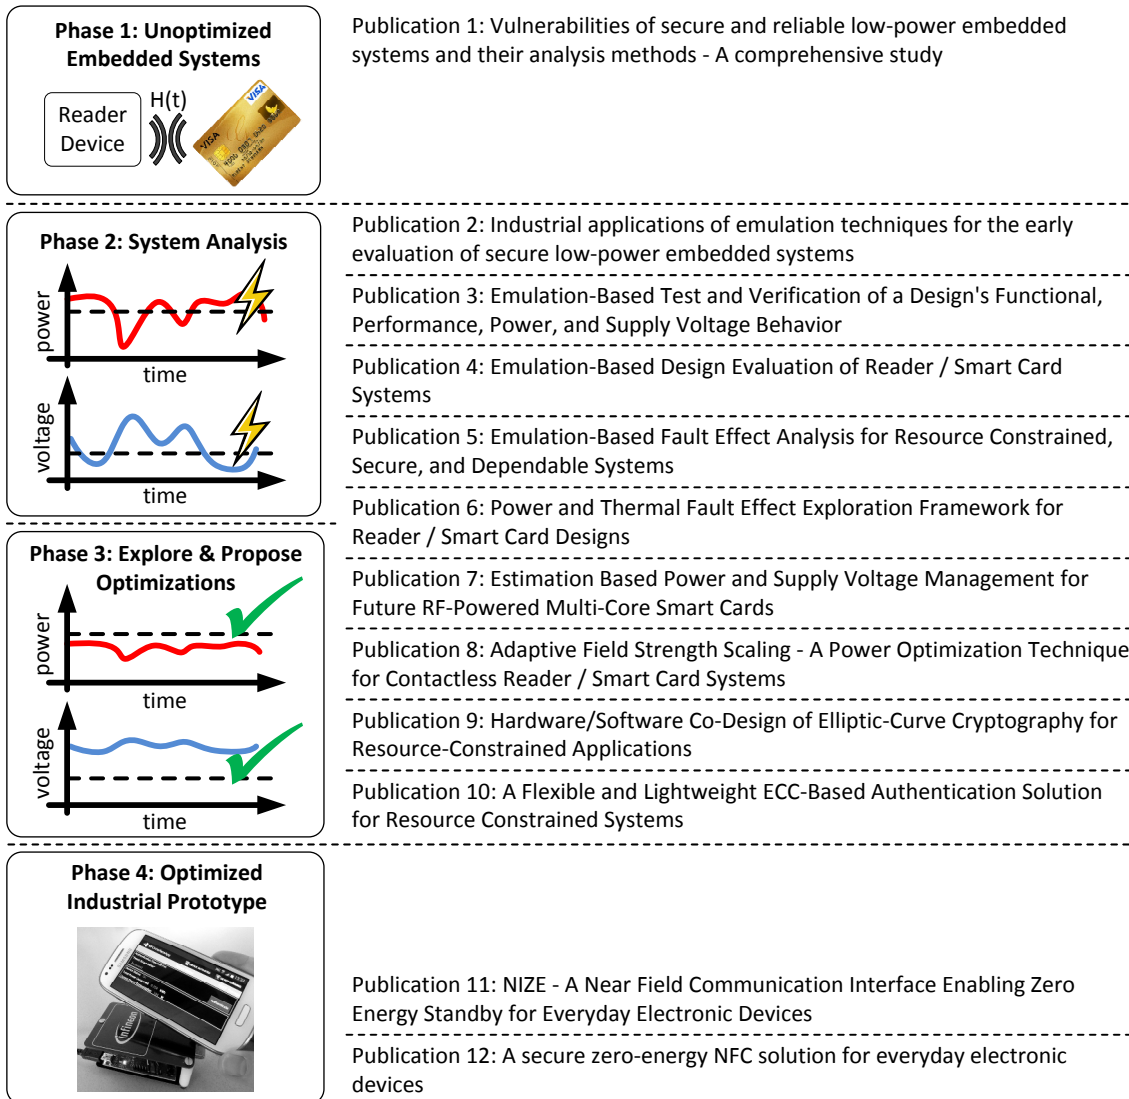 Phase 1: Unoptimized
Embedded Systems
Reader
Device
H(t)
VISA
VISA
Publication 1: Vulnerabilities of secure and reliable low-power embedded
systems and their analysis methods - A comprehensive study
Phase 2: System Analysis
power
time
voltage
time
Publication 2: Industrial applications of emulation techniques for the early
evaluation of secure low-power embedded systems
Publication 3: Emulation-Based Test and Verification of a Design's Functional,
Performance, Power, and Supply Voltage Behavior
Publication 4: Emulation-Based Design Evaluation of Reader / Smart Card
Systems
Publication 5: Emulation-Based Fault Effect Analysis for Resource Constrained,
Secure, and Dependable Systems
Publication 6: Power and Thermal Fault Effect Exploration Framework for
Reader / Smart Card Designs
Phase 3: Explore & Propose
Optimizations
power
time
voltage
time
Publication 7: Estimation Based Power and Supply Voltage Management for
Future RF-Powered Multi-Core Smart Cards
Publication 8: Adaptive Field Strength Scaling - A Power Optimization Technique
for Contactless Reader / Smart Card Systems
Publication 9: Hardware/Software Co-Design of Elliptic-Curve Cryptography for
Resource-Constrained Applications
Publication 10: A Flexible and Lightweight ECC-Based Authentication Solution
for Resource Constrained Systems
Phase 4: Optimized
Industrial Prototype
Infineon
Publication 11: NIZE - A Near Field Communication Interface Enabling Zero
Energy Standby for Everyday Electronic Devices
Publication 12: A secure zero-energy NFC solution for everyday electronic
devices